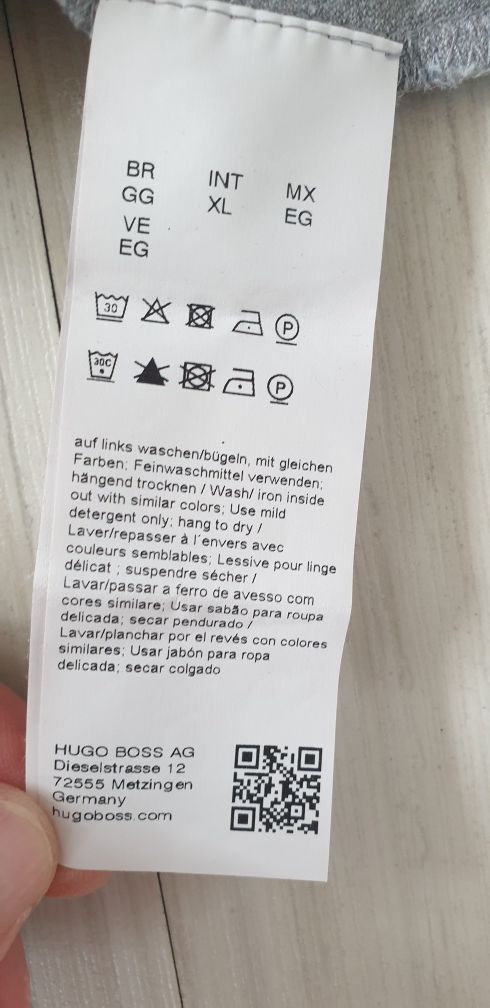 BR INT MX
GG XL EG
VE
EG
30 P
30C P
auf links waschen/bügeln, mit gleichen
Farben; Feinwaschmittel verwenden;
hängend trocknen / Wash/ iron inside
out with similar colors; Use mild
detergent only; hang to dry /
Laver/repasser à l´envers avec
couleurs semblables; Lessive pour linge
délicat ; suspendre sécher /
Lavar/passar a ferro de avesso com
cores similare; Usar sabão para roupa
delicada; secar pendurado /
Lavar/planchar por el revés con colores
similares; Usar jabón para ropa
delicada; secar colgado
HUGO BOSS AG
Dieselstrasse 12
72555 Metzingen
Germany
hugoboss.com